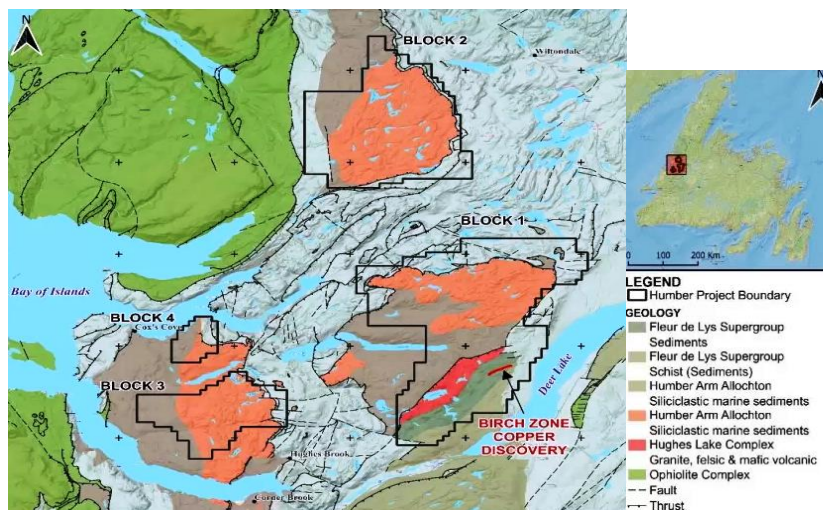 N
BLOCK 2
Wiltondale
BLOCK 1
Bay of Islands
BLOCK 4
Cox's Cove
BLOCK 3
Deer Lake
BIRCH ZONE
COPPER
DISCOVERY
Hughes Brook
Corner Brook
N
0 100 200 Km
LEGEND
Humber Project Boundary
GEOLOGY
Fleur de Lys Supergroup
Sediments
Fleur de Lys Supergroup
Schist (Sediments)
Humber Arm Allochton
Siliciclastic marine sediments
Humber Arm Allochton
Siliciclastic marine sediments
Hughes Lake Complex
Granite, felsic & mafic volcanic
Ophiolite Complex
Fault
Thrust